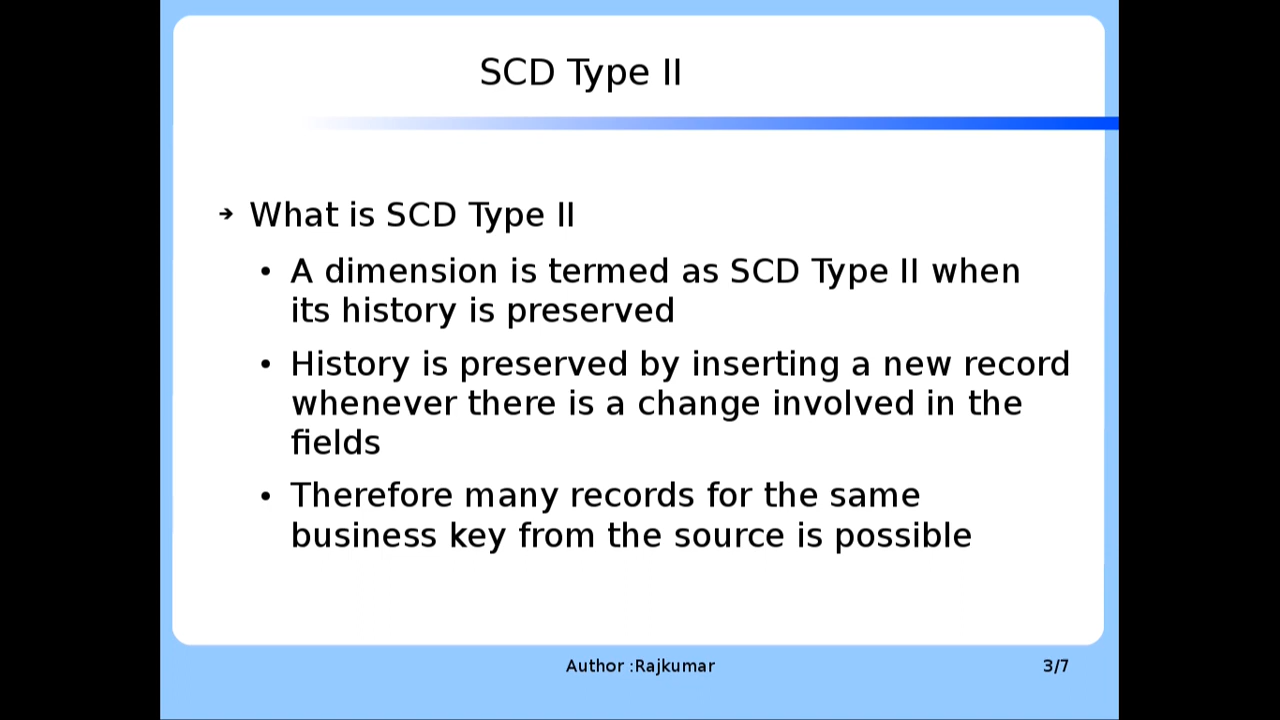 SCD Type II
➔ What is SCD Type II
• A dimension is termed as SCD Type II when
its history is preserved
• History is preserved by inserting a new record
whenever there is a change involved in the
fields
• Therefore many records for the same
business key from the source is possible
Author :Rajkumar
3/7